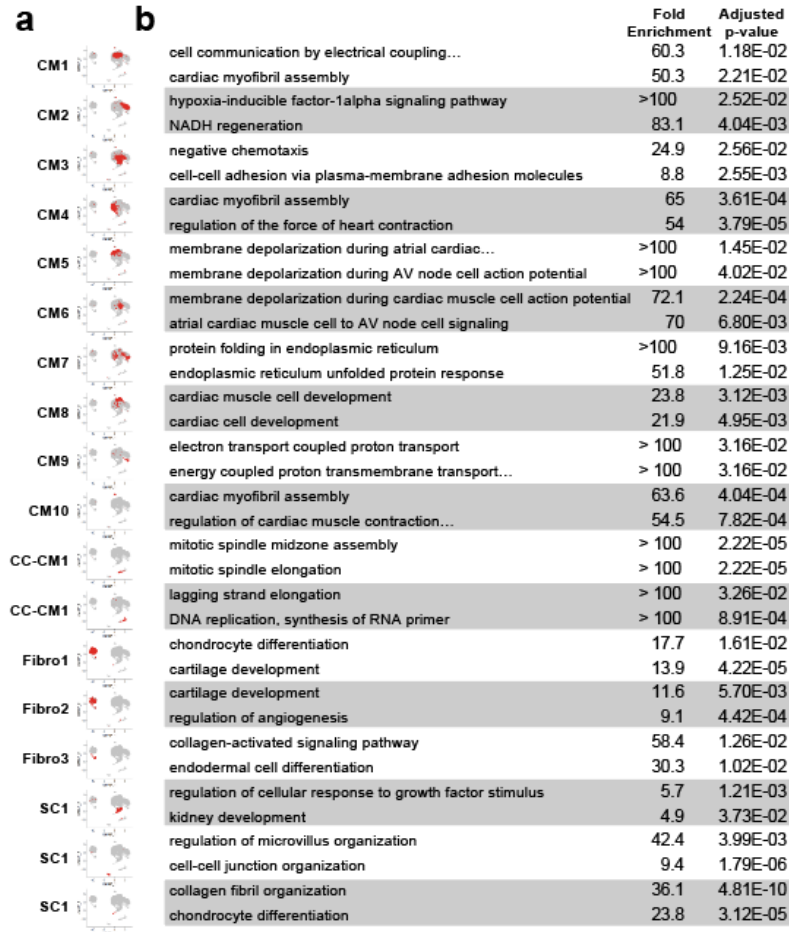 a b Fold Enrichment Adjusted p-value
CM1
cell communication by electrical coupling… 60.3 1.18E-02
cardiac myofibril assembly 50.3 2.21E-02
CM2
hypoxia-inducible factor-1alpha signaling pathway >100 2.52E-02
NADH regeneration 83.1 4.04E-03
CM3
negative chemotaxis 24.9 2.56E-02
cell-cell adhesion via plasma-membrane adhesion molecules 8.8 2.55E-03
CM4
cardiac myofibril assembly 65 3.61E-04
regulation of the force of heart contraction 54 3.79E-05
CM5
membrane depolarization during atrial cardiac… >100 1.45E-02
membrane depolarization during AV node cell action potential >100 4.02E-02
CM6
membrane depolarization during cardiac muscle cell action potential 72.1 2.24E-04
atrial cardiac muscle cell to AV node cell signaling 70 6.80E-03
CM7
protein folding in endoplasmic reticulum >100 9.16E-03
endoplasmic reticulum unfolded protein response 51.8 1.25E-02
CM8
cardiac muscle cell development 23.8 3.12E-03
cardiac cell development 21.9 4.95E-03
CM9
electron transport coupled proton transport > 100 3.16E-02
energy coupled proton transmembrane transport… > 100 3.16E-02
CM10
cardiac myofibril assembly 63.6 4.04E-04
regulation of cardiac muscle contraction… 54.5 7.82E-04
CC-CM1
mitotic spindle midzone assembly > 100 2.22E-05
mitotic spindle elongation > 100 2.22E-05
CC-CM1
lagging strand elongation > 100 3.26E-02
DNA replication, synthesis of RNA primer > 100 8.91E-04
Fibro1
chondrocyte differentiation 17.7 1.61E-02
cartilage development 13.9 4.22E-05
Fibro2
cartilage development 11.6 5.70E-03
regulation of angiogenesis 9.1 4.42E-04
Fibro3
collagen-activated signaling pathway 58.4 1.26E-02
endodermal cell differentiation 30.3 1.02E-02
SC1
regulation of cellular response to growth factor stimulus 5.7 1.21E-03
kidney development 4.9 3.73E-02
SC1
regulation of microvillus organization 42.4 3.99E-03
cell-cell junction organization 9.4 1.79E-06
SC1
collagen fibril organization 36.1 4.81E-10
chondrocyte differentiation 23.8 3.12E-05